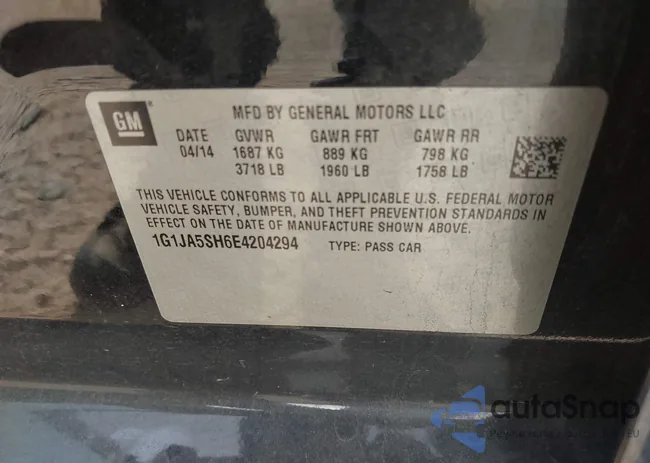 GM
MFD BY GENERAL MOTORS LLC
DATE GVWR GAWR FRT GAWR RR
04/14 1687 KG 889 KG 798 KG
3718 LB 1960 LB 1758 LB
THIS VEHICLE CONFORMS TO ALL APPLICABLE U.S. FEDERAL MOTOR
VEHICLE SAFETY, BUMPER, AND THEFT PREVENTION STANDARDS IN
EFFECT ON THE DATE OF MANUFACTURE SHOWN ABOVE.
1G1JA5SH6E4204294 TYPE: PASS CAR
autaSnap